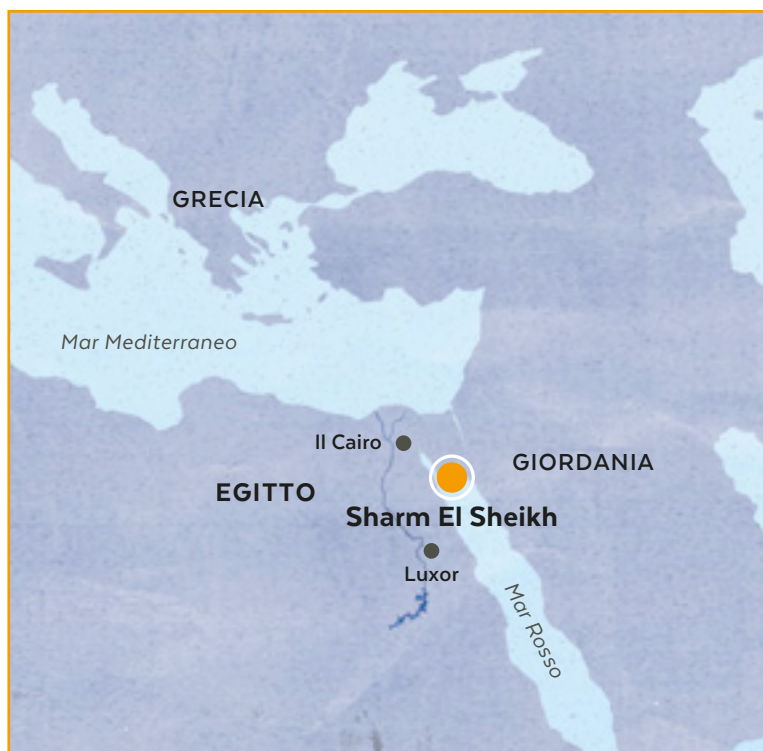 GRECIA
Mar Mediterraneo
Il Cairo
GIORDANIA
EGITTO
Sharm El Sheikh
Luxor
Mar Rosso